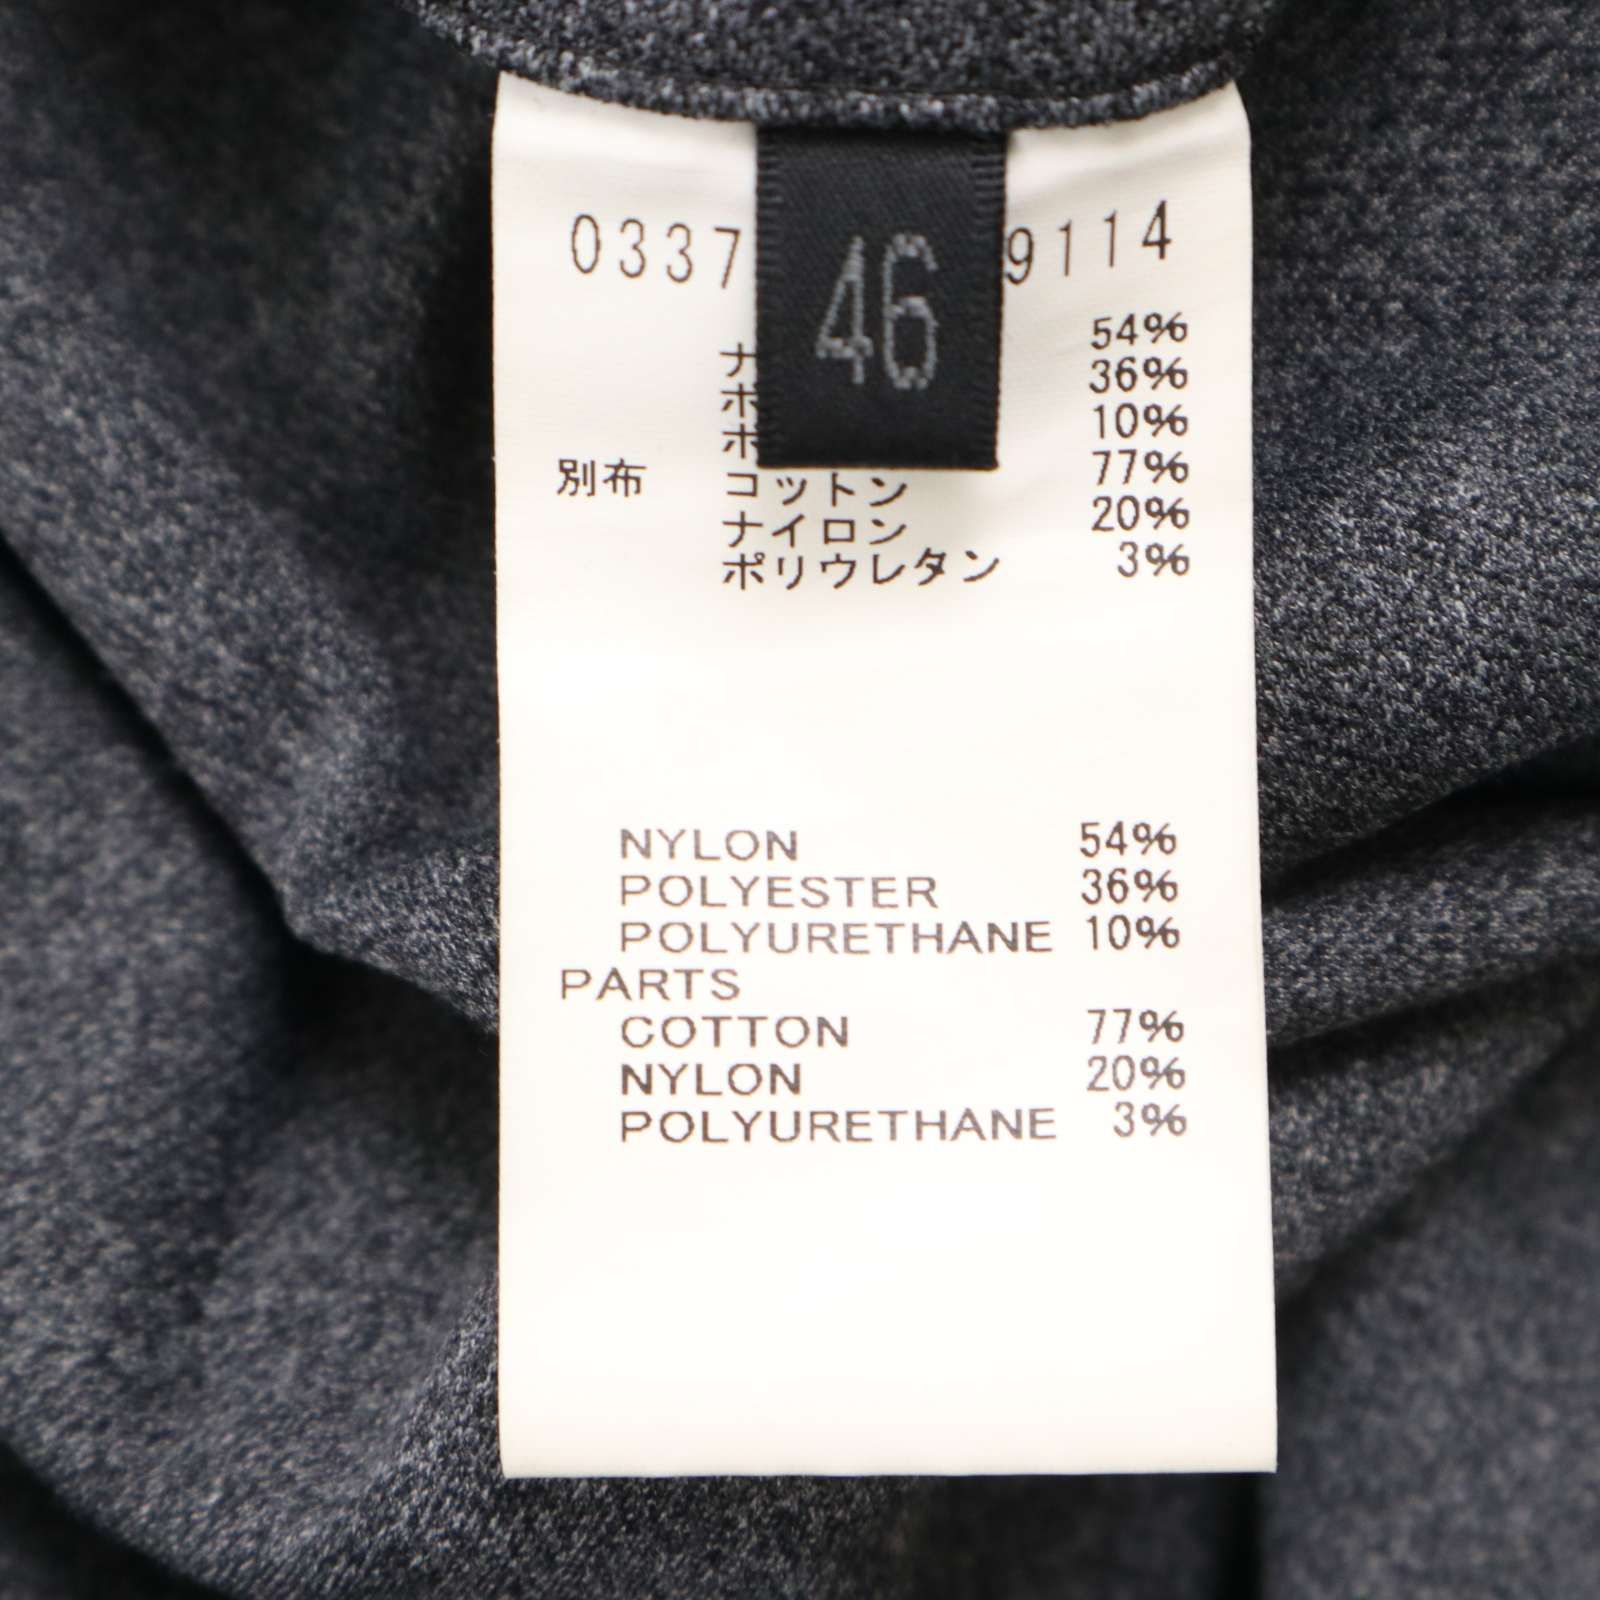 0337 46 9114
54%
ナ 36%
ポ 10%
別布 コットン 77%
ナイロン 20%
ポリウレタン 3%
NYLON 54%
POLYESTER 36%
POLYURETHANE 10%
PARTS
COTTON 77%
NYLON 20%
POLYURETHANE 3%